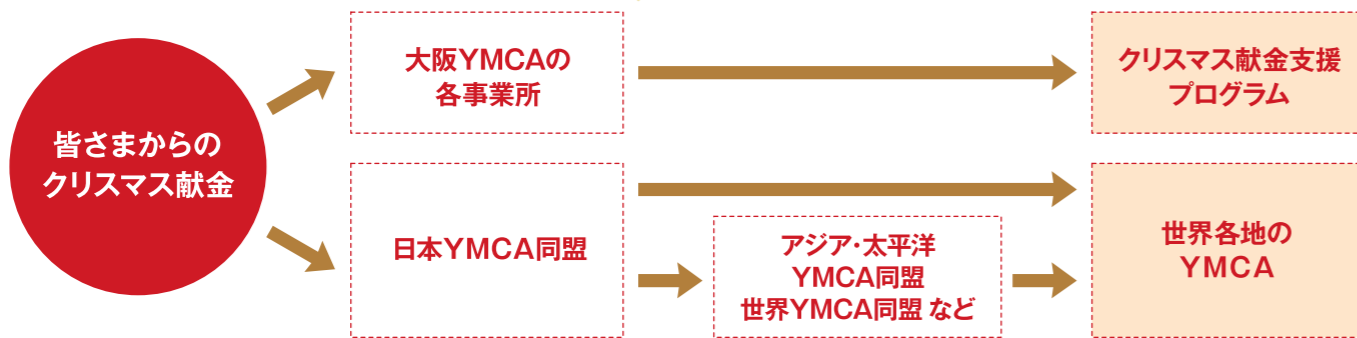 皆さまからの
クリスマス献金
大阪YMCAの
各事業所
クリスマス献金支援
プログラム
日本YMCA同盟
アジア・太平洋
YMCA同盟
世界YMCA同盟 など
世界各地の
YMCA